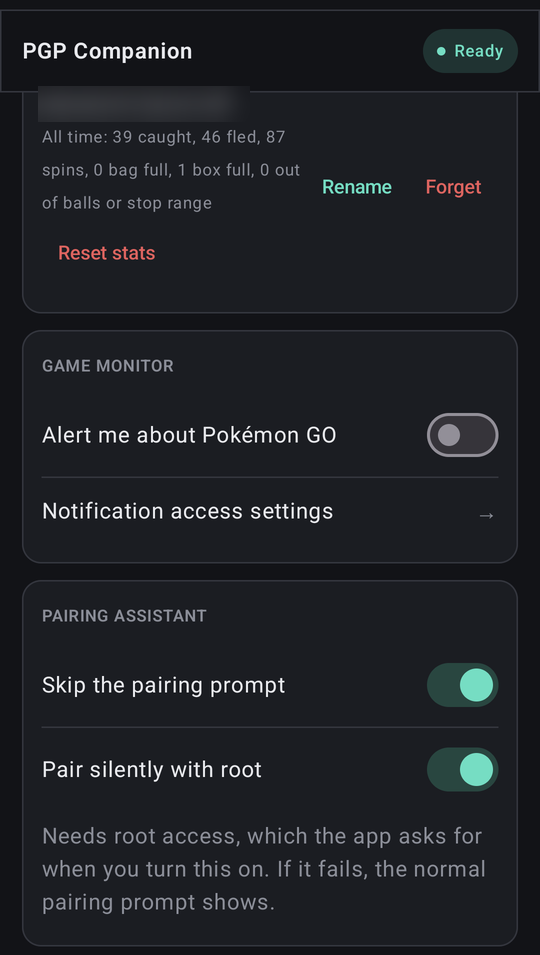 PGP Companion
Ready
All time: 39 caught, 46 fled, 87
spins, 0 bag full, 1 box full, 0 out
of balls or stop range
Rename
Forget
Reset stats
GAME MONITOR
Alert me about Pokémon GO
Notification access settings →
PAIRING ASSISTANT
Skip the pairing prompt
Pair silently with root
Needs root access, which the app asks for
when you turn this on. If it fails, the normal
pairing prompt shows.